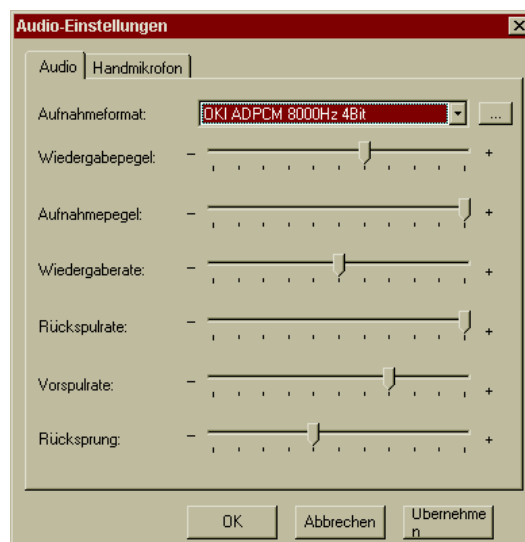 Audio-Einstellungen
Audio Handmikrofon
Aufnahmeformat: OKI ADPCM 8000Hz 4Bit ...
Wiedergabepegel: - +
Aufnahmepegel: - +
Wiedergaberate: - +
Rückspulrate: - +
Vorspulrate: - +
Rücksprung: - +
OK Abbrechen Übernehme
n